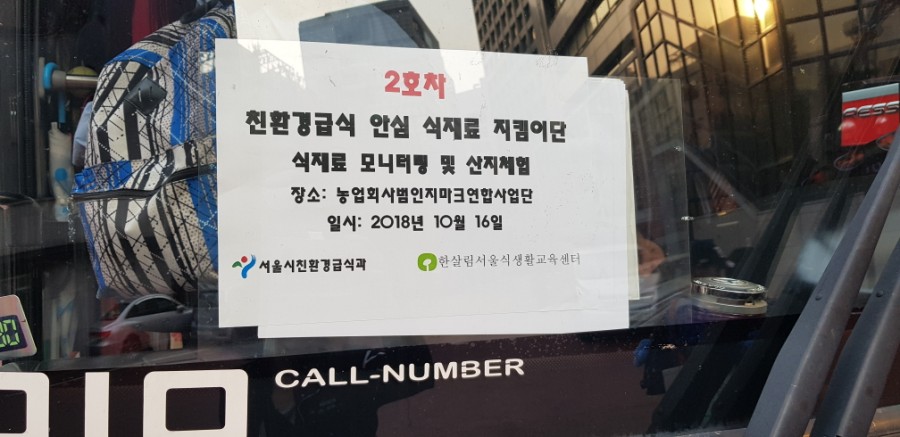 2호차
친환경급식 안심 식재료 지킴이단
식재료 모니터링 및 산지체험
장소: 농업회사법인지마크연합사업단
일시: 2018년 10월 16일
서울시친환경급식과
한살림서울식생활교육센터
CALL-NUMBER